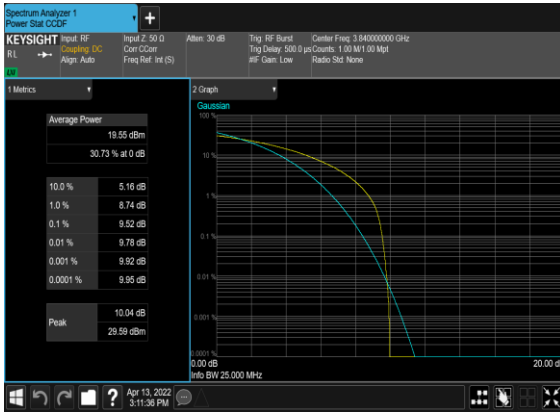 Spectrum Analyzer 1
Power Stat CCDF
KEYSIGHT
RL
LV
Input: RF
Coupling: DC
Align: Auto
Input Z: 50 Ω
Corr CCorr
Freq Ref: Int (S)
Atten: 30 dB
Trig: RF Burst
Trig Delay: 500.0 µs
#IF Gain: Low
Center Freq: 3.840000000 GHz
Counts: 1.00 M/1.00 Mpt
Radio Std: None
1 Metrics
Average Power
19.55 dBm
30.73 % at 0 dB
10.0 % 5.16 dB
1.0 % 8.74 dB
0.1 % 9.52 dB
0.01 % 9.78 dB
0.001 % 9.92 dB
0.0001 % 9.95 dB
Peak
10.04 dB
29.59 dBm
2 Graph
Gaussian
100 %
10 %
1 %
0.1 %
0.01 %
0.001 %
0.0001 %
0.00 dB
20.00 d
Info BW 25.000 MHz
?
Apr 13, 2022
3:11:36 PM